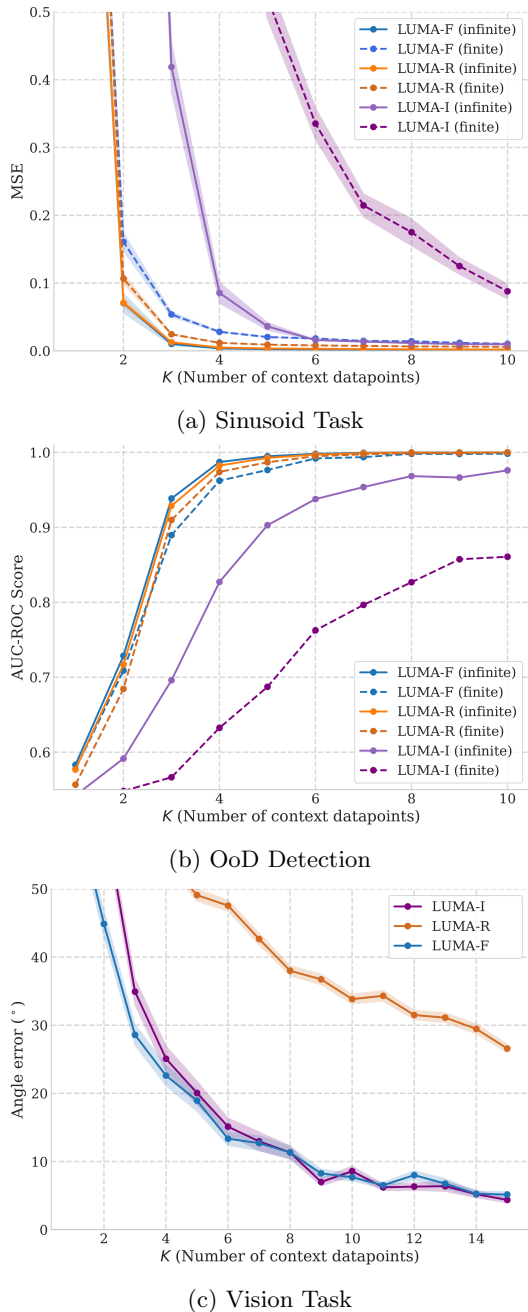 0.5
0.4
0.3
0.2
0.1
0.0
MSE
LUMA-F (infinite)
LUMA-F (finite)
LUMA-R (infinite)
LUMA-R (finite)
LUMA-I (infinite)
LUMA-I (finite)
2 4 6 8 10
K (Number of context datapoints)
(a) Sinusoid Task
1.0
0.9
0.8
0.7
0.6
AUC-ROC Score
LUMA-F (infinite)
LUMA-F (finite)
LUMA-R (infinite)
LUMA-R (finite)
LUMA-I (infinite)
LUMA-I (finite)
2 4 6 8 10
K (Number of context datapoints)
(b) OoD Detection
50
40
30
20
10
0
Angle error (°)
LUMA-I
LUMA-R
LUMA-F
2 4 6 8 10 12 14
K (Number of context datapoints)
(c) Vision Task